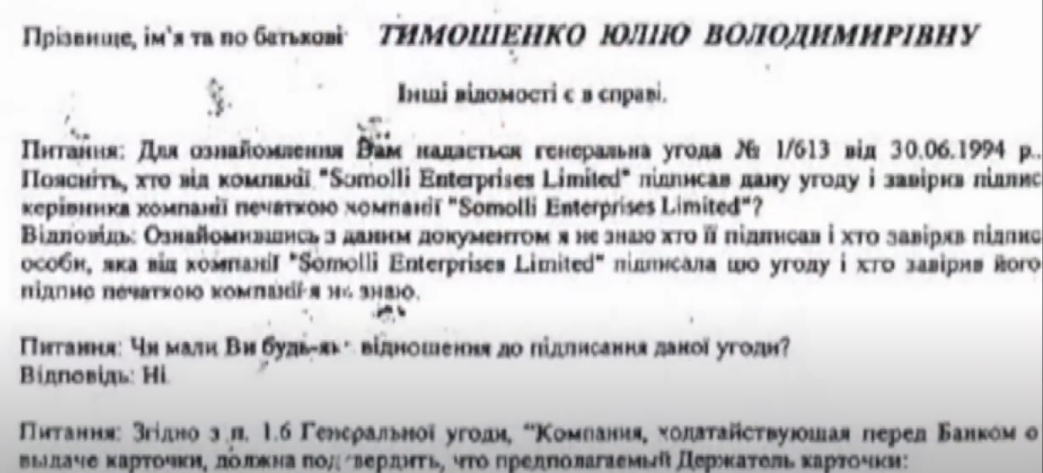 Прізвище, ім'я та по батькові ТИМОШЕНКО ЮЛІЮ ВОЛОДИМИРІВНУ
Інші відомості є в справі.
Питання: Для ознайомлення Вам надається генеральна угода № 1/613 від 30.06.1994 р..
Поясніть, хто від компанії "Somolli Enterprises Limited" підписав дану угоду і завірив підпис
керівника компанії печаткою компанії "Somolli Enterprises Limited"?
Відповідь: Ознайомившись з даним документом я не знаю хто її підписав і хто завіряв підпис
особи, яка від компанії "Somolli Enterprises Limited" підписала цю угоду і хто завірив його
підпис печаткою компанії я не знаю.
Питання: Чи мали Ви будь-як відношення до підписання даної угоди?
Відповідь: Ні
Питання: Згідно з п. 1.6 Генеральної угоди, "Компания, ходатайствующая перед Банком о
выдаче карточки, должна подтвердить, что предполагаемый Держатель карточки: